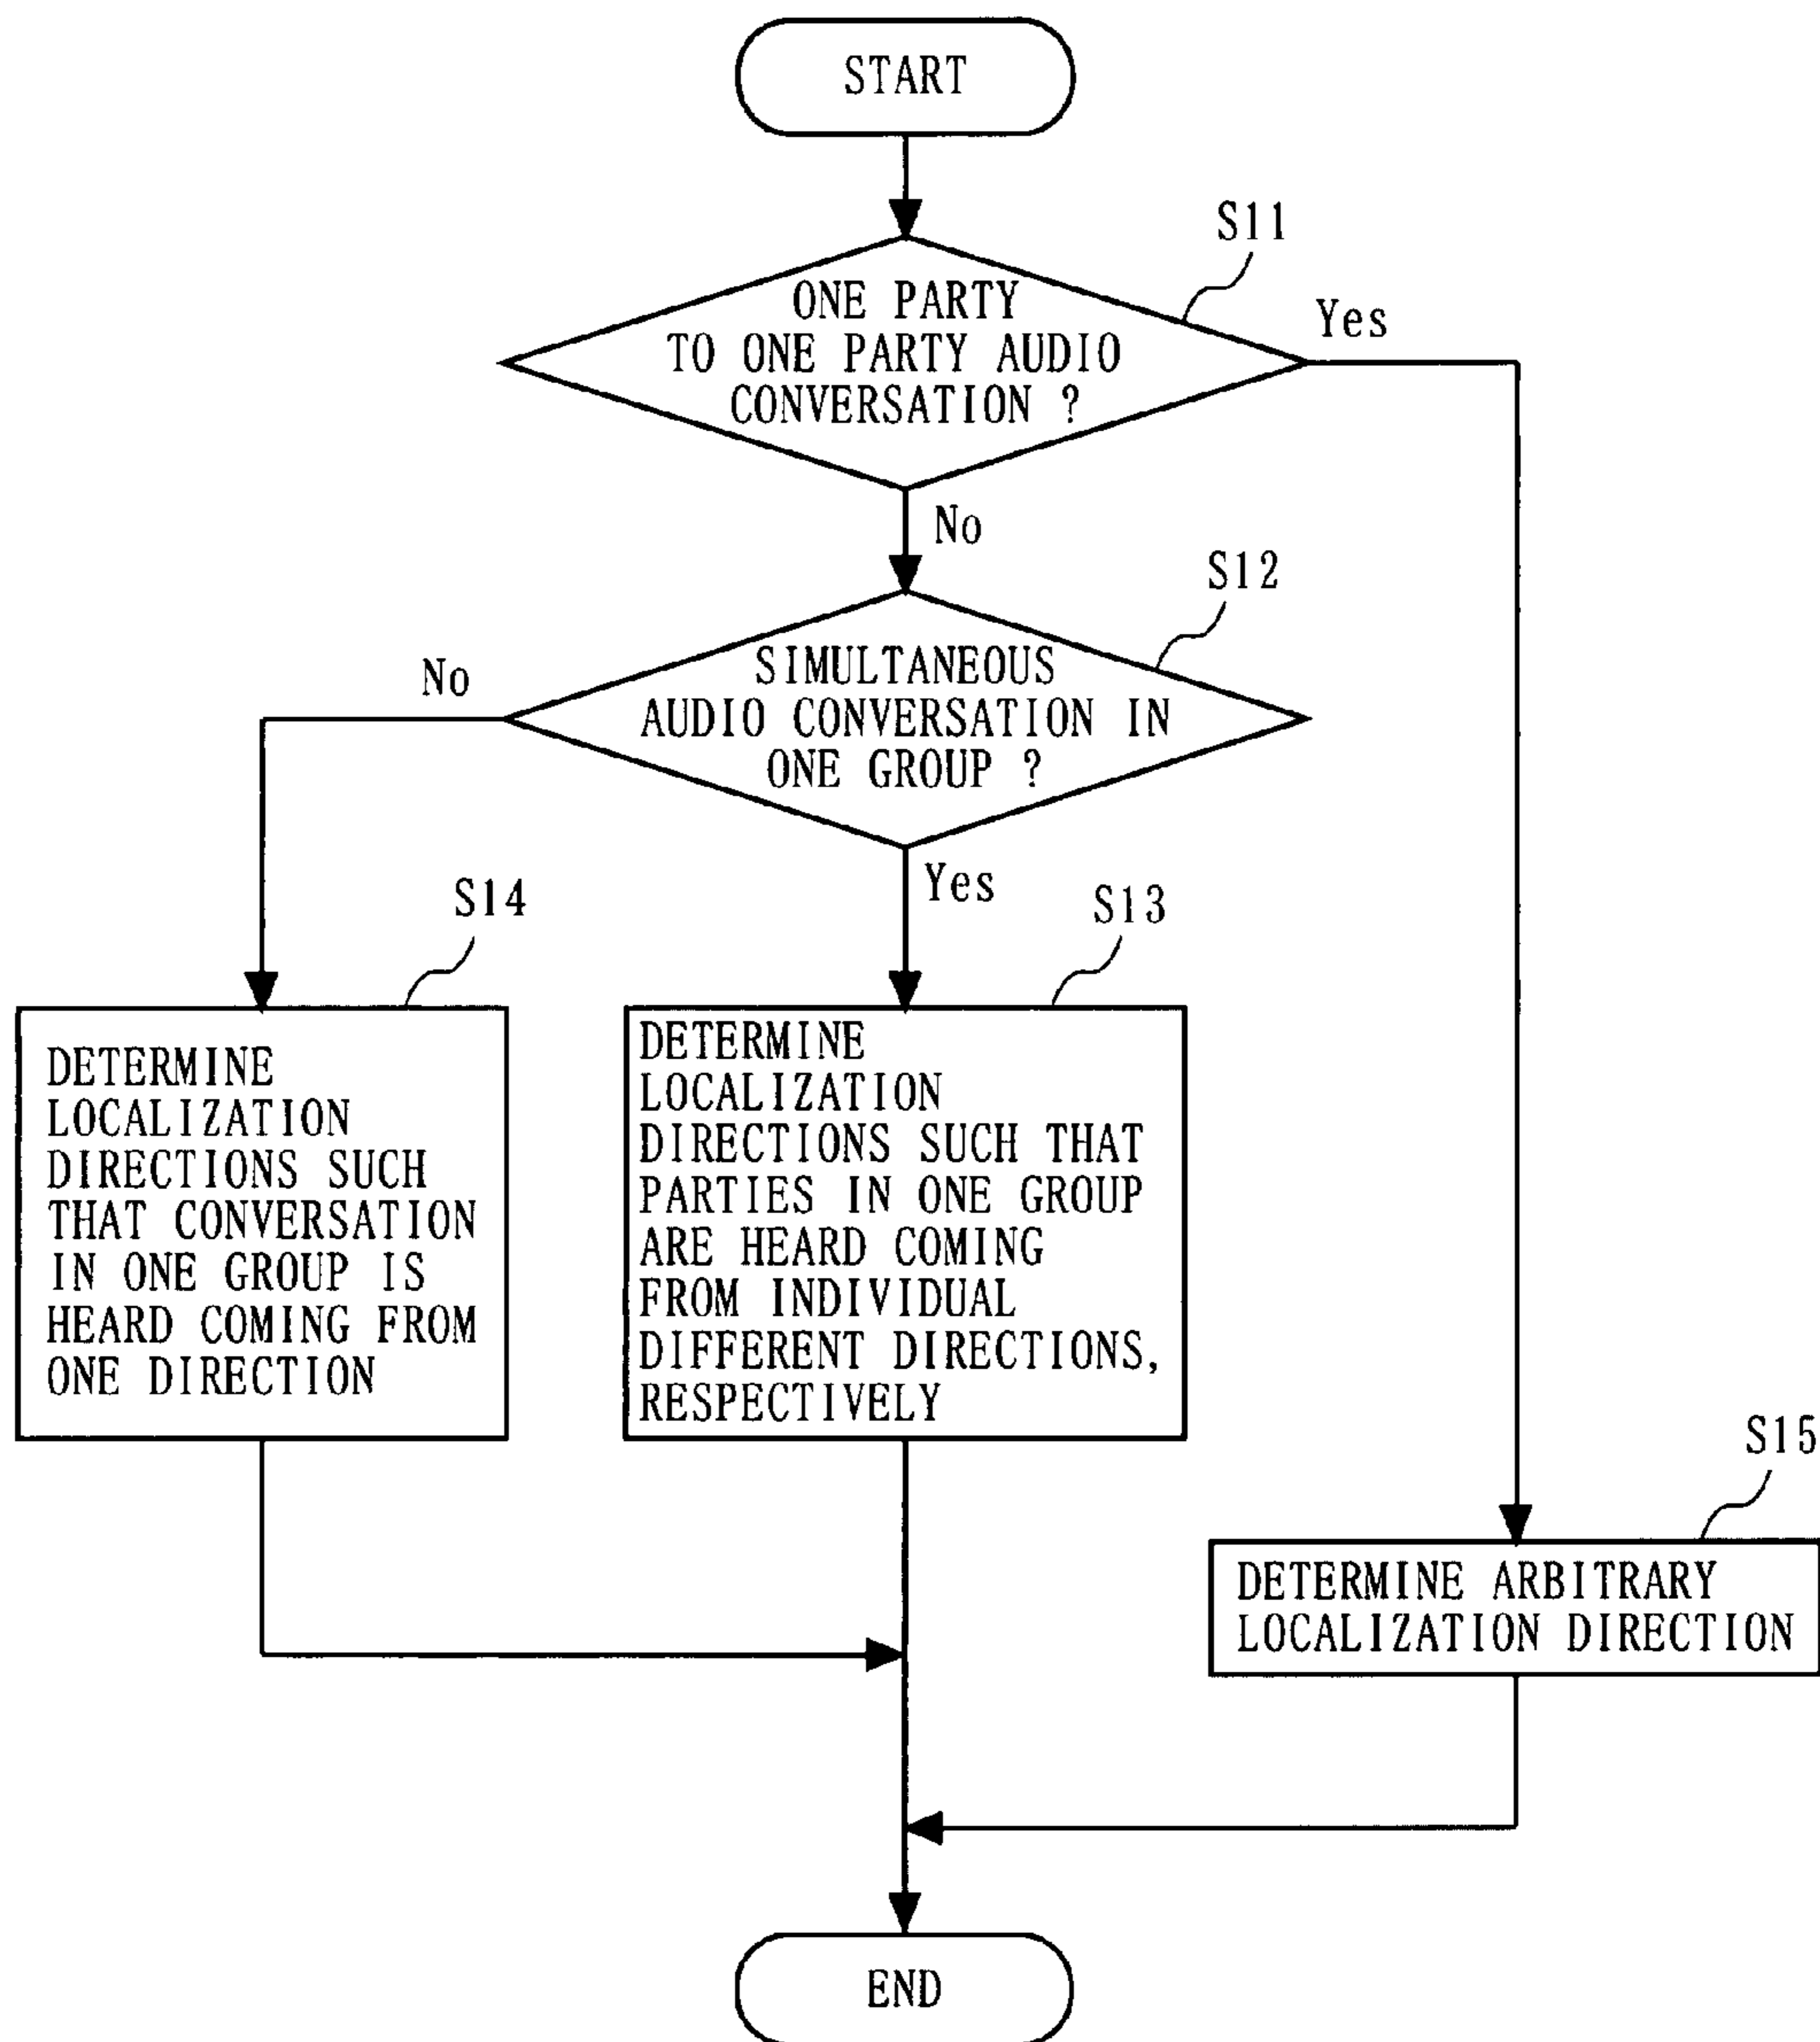 START
S11
ONE PARTY
TO ONE PARTY AUDIO
CONVERSATION ?
Yes
No
S12
SIMULTANEOUS
AUDIO CONVERSATION IN
ONE GROUP ?
No
Yes
S14
DETERMINE
LOCALIZATION
DIRECTIONS SUCH
THAT CONVERSATION
IN ONE GROUP IS
HEARD COMING FROM
ONE DIRECTION
S13
DETERMINE
LOCALIZATION
DIRECTIONS SUCH THAT
PARTIES IN ONE GROUP
ARE HEARD COMING
FROM INDIVIDUAL
DIFFERENT DIRECTIONS,
RESPECTIVELY
S15
DETERMINE ARBITRARY
LOCALIZATION DIRECTION
END